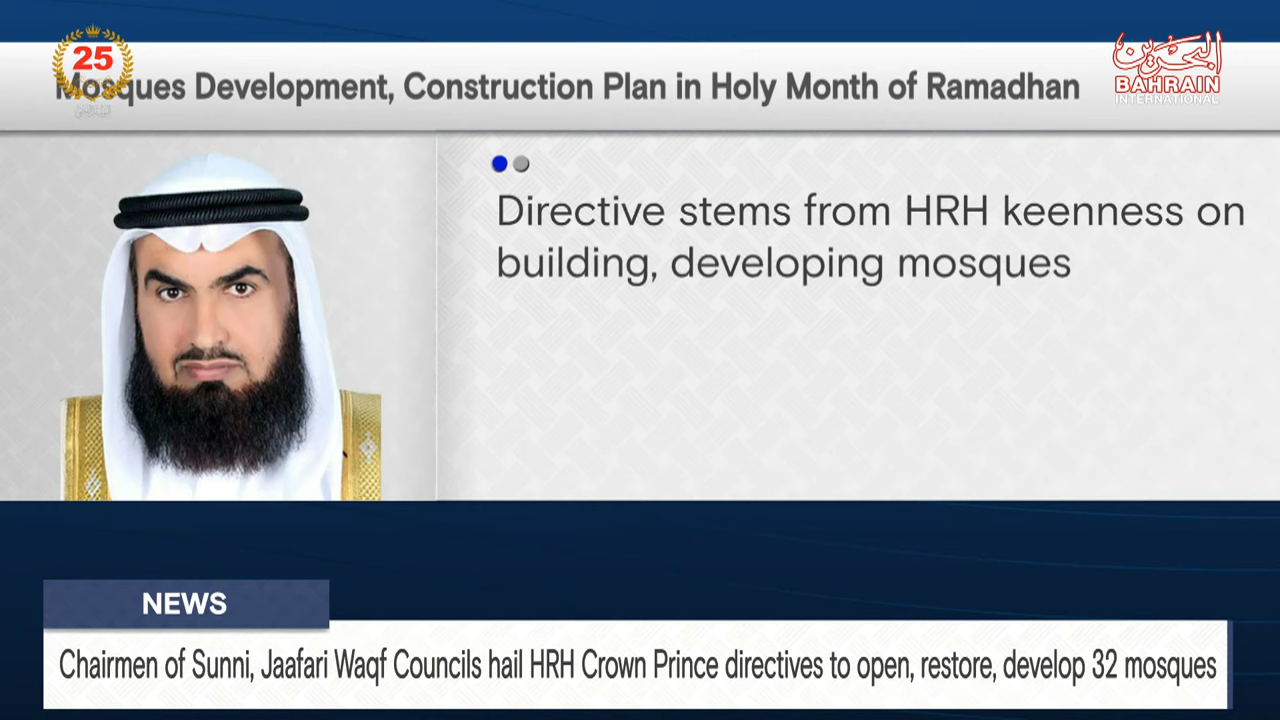 25
Mosques Development, Construction Plan in Holy Month of Ramadhan
البحرين
BAHRAIN
INTERNATIONAL
Directive stems from HRH keenness on
building, developing mosques
NEWS
Chairmen of Sunni, Jaafari Waqf Councils hail HRH Crown Prince directives to open, restore, develop 32 mosques